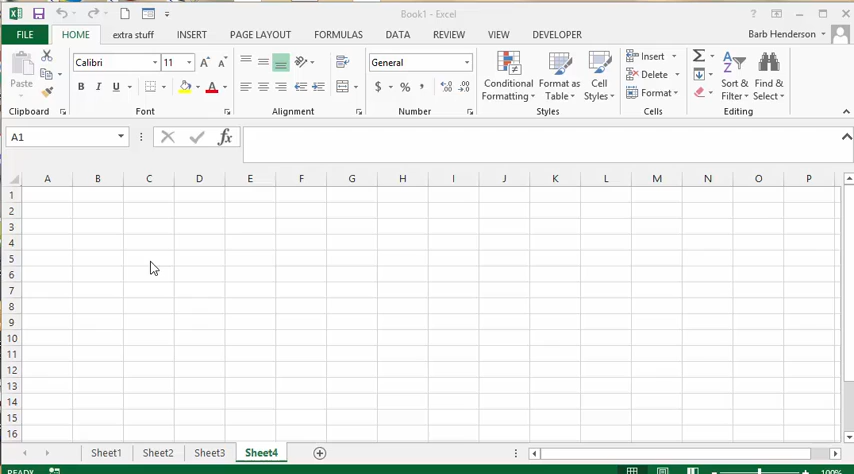 Book1 - Excel
FILE HOME extra stuff INSERT PAGE LAYOUT FORMULAS DATA REVIEW VIEW DEVELOPER Barb Henderson
Calibri 11 General Insert
Paste B I U A $ % , Conditional Format as Cell Delete Sort & Find &
Formatting Table Styles Format Filter Select
Clipboard Font Alignment Number Styles Cells Editing
A1 fx
A B C D E F G H I J K L M N O P
1
2
3
4
5
6
7
8
9
10
11
12
13
14
15
16
Sheet1 Sheet2 Sheet3 Sheet4
READY 100%